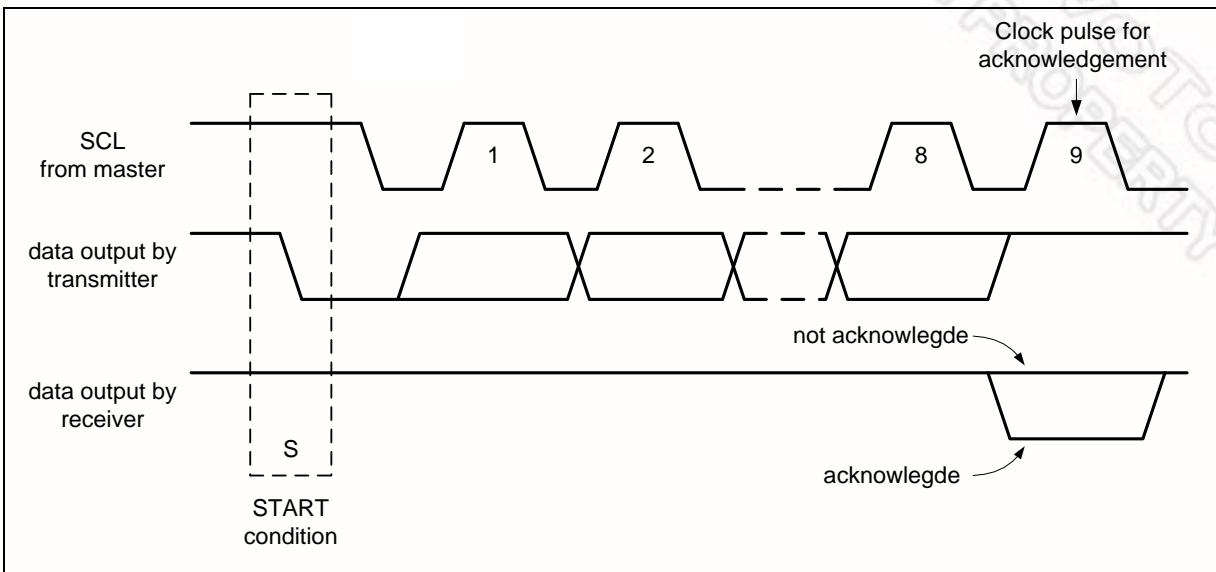 Clock pulse for
acknowledgement
SCL
from master
1
2
8
9
data output by
transmitter
not acknowlegde
data output by
receiver
S
acknowlegde
START
condition
PROPERTY